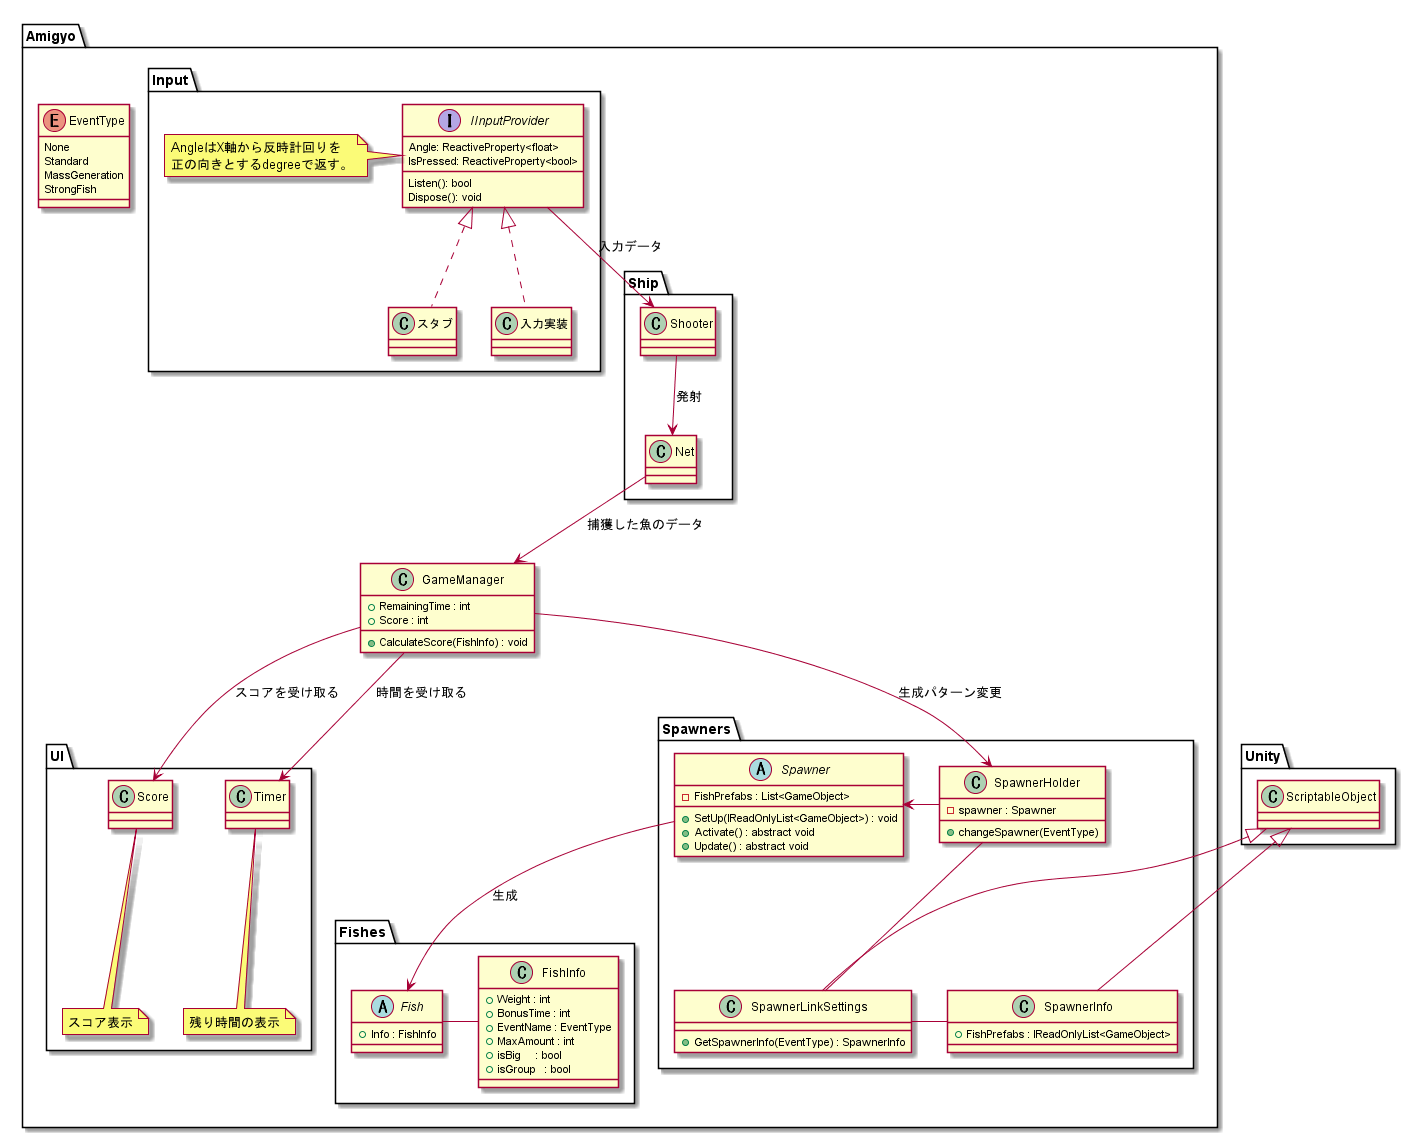 Amigyo
Input
E EventType
None
Standard
MassGeneration
StrongFish
AngleはX軸から反時計回りを
正の向きとするdegreeで返す。
I IInputProvider
Angle: ReactiveProperty<float>
IsPressed: ReactiveProperty<bool>
Listen(): bool
Dispose(): void
入力データ
C スタブ
C 入力実装
Ship
C Shooter
発射
C Net
捕獲した魚のデータ
C GameManager
RemainingTime : int
Score : int
CalculateScore(FishInfo) : void
スコアを受け取る
時間を受け取る
生成パターン変更
UI
C Score
C Timer
スコア表示
残り時間の表示
Spawners
A Spawner
FishPrefabs : List<GameObject>
SetUp(IReadOnlyList<GameObject>) : void
Activate() : abstract void
Update() : abstract void
C SpawnerHolder
spawner : Spawner
changeSpawner(EventType)
Unity
C ScriptableObject
生成
Fishes
A Fish
Info : FishInfo
C FishInfo
Weight : int
BonusTime : int
EventName : EventType
MaxAmount : int
isBig : bool
isGroup : bool
C SpawnerLinkSettings
GetSpawnerInfo(EventType) : SpawnerInfo
C SpawnerInfo
FishPrefabs : IReadOnlyList<GameObject>